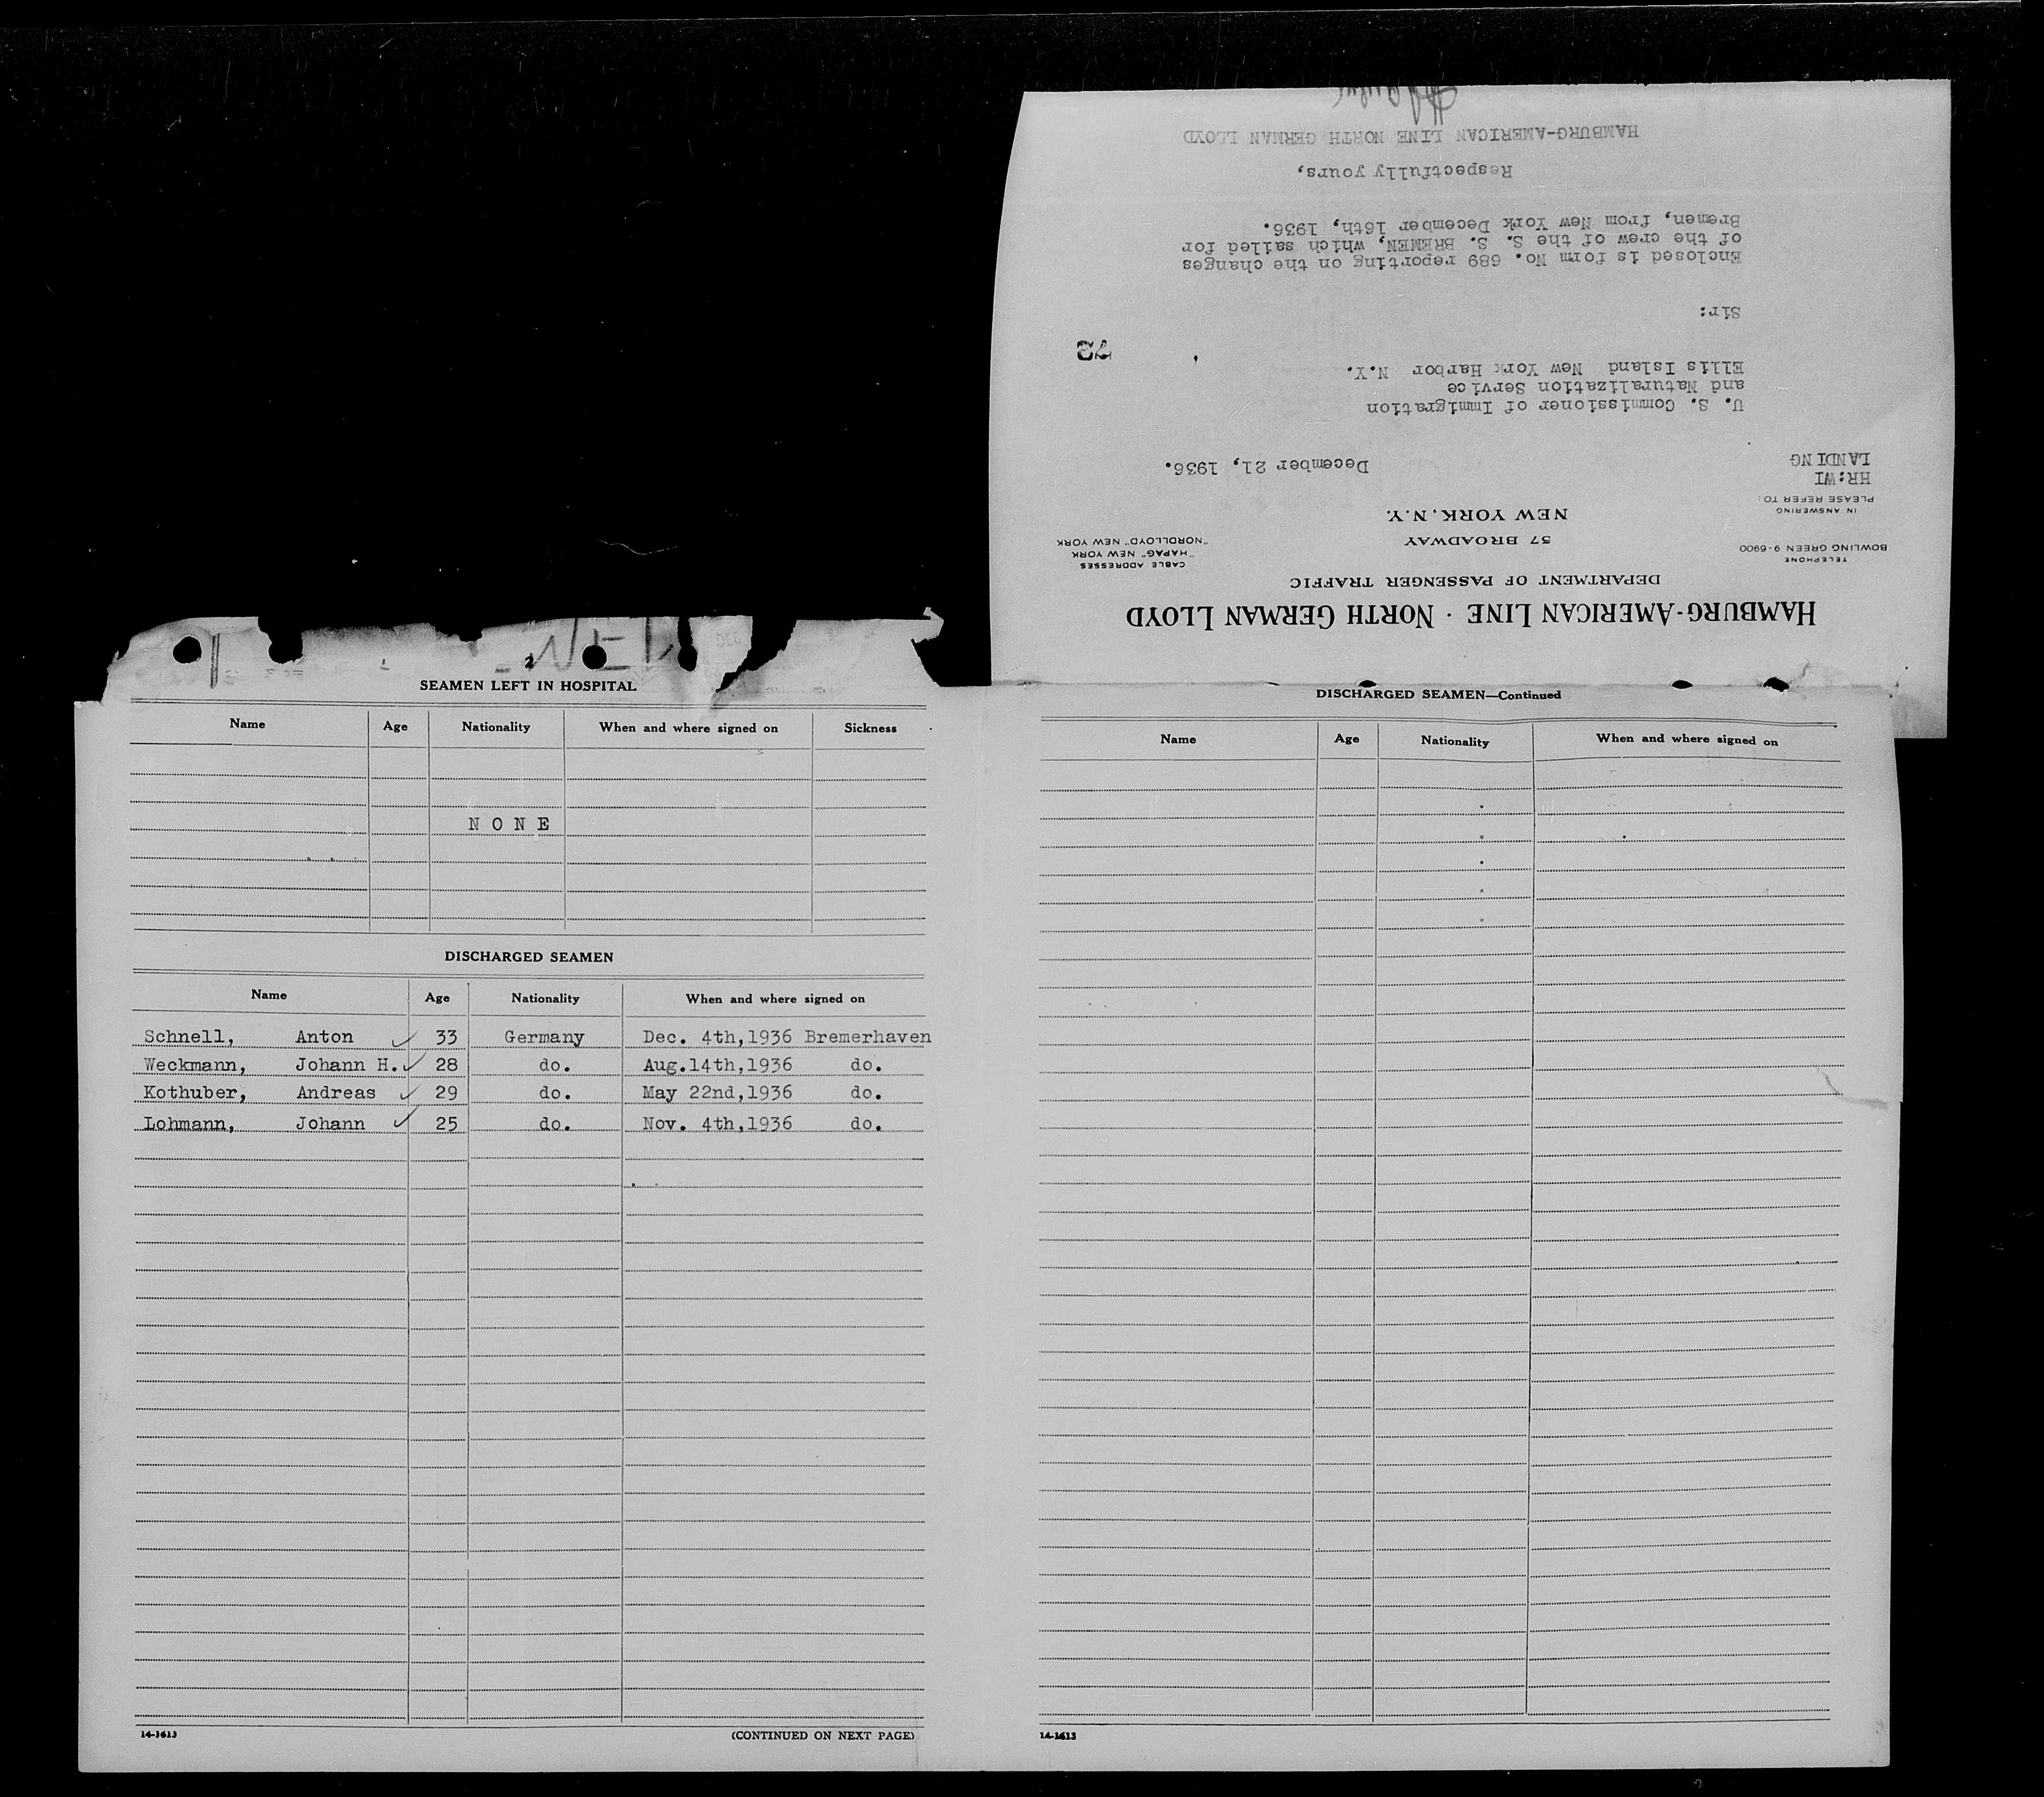 HAMBURG-AMERICAN LINE · NORTH GERMAN LLOYD
DEPARTMENT OF PASSENGER TRAFFIC
57 BROADWAY
NEW YORK, N.Y.
TELEPHONE
BOWLING GREEN 9-6900
CABLE ADDRESSES
"HAPAG" NEW YORK
"NORDLLOYD" NEW YORK
IN ANSWERING
PLEASE REFER TO:
HR:WI
LANDING
December 21, 1936.
U. S. Commissioner of Immigration
and Naturalization Service
Ellis Island New York Harbor N.Y.
72
Sir:
Enclosed is form No. 689 reporting on the changes
of the crew of the S. S. BREMEN, which sailed for
Bremen, from New York December 16th, 1936.
Respectfully yours,
HAMBURG-AMERICAN LINE NORTH GERMAN LLOYD
2
SEAMEN LEFT IN HOSPITAL
Name Age Nationality When and where signed on Sickness
N O N E
DISCHARGED SEAMEN
Name Age Nationality When and where signed on
Schnell, Anton ✓ 33 Germany Dec. 4th,1936 Bremerhaven
Weckmann, Johann H. ✓ 28 do. Aug.14th,1936 do.
Kothuber, Andreas ✓ 29 do. May 22nd,1936 do.
Lohmann, Johann ✓ 25 do. Nov. 4th,1936 do.
14-1613 (CONTINUED ON NEXT PAGE)
DISCHARGED SEAMEN—Continued
Name Age Nationality When and where signed on
14-1613